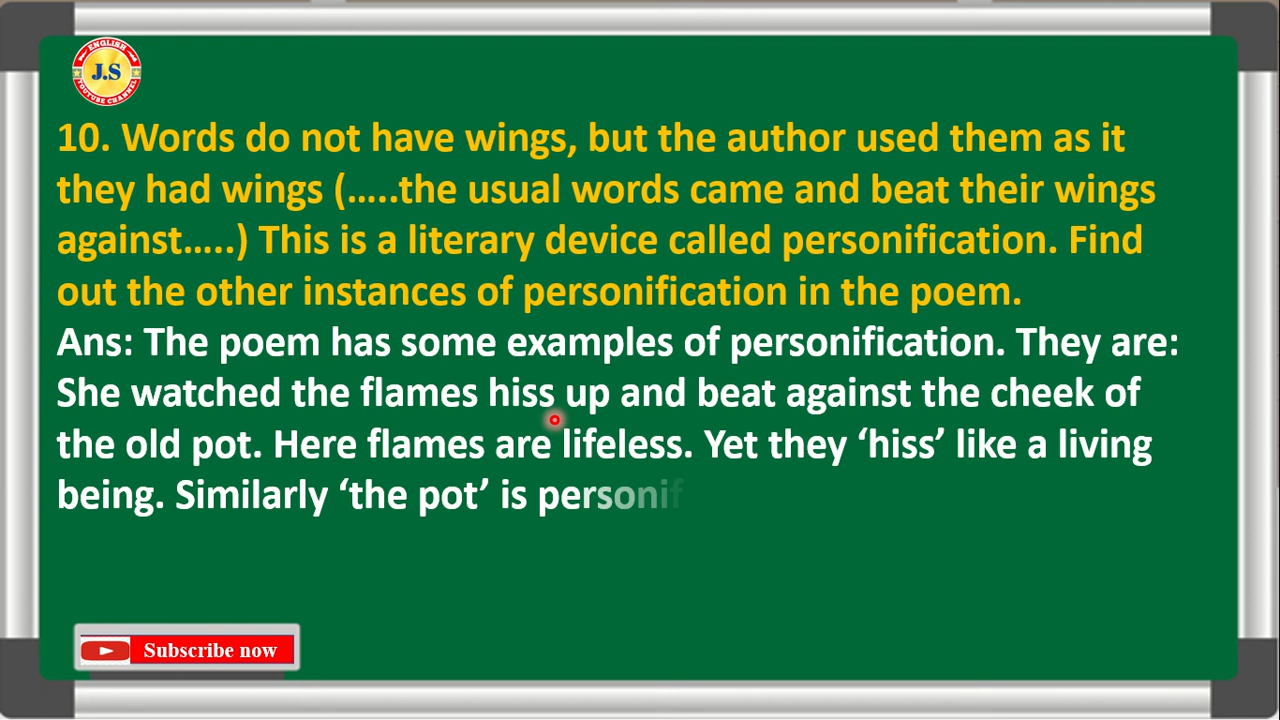 ENGLISH
J.S
YOUTUBE CHANNEL
10. Words do not have wings, but the author used them as it
they had wings (.....the usual words came and beat their wings
against.....) This is a literary device called personification. Find
out the other instances of personification in the poem.
Ans: The poem has some examples of personification. They are:
She watched the flames hiss up and beat against the cheek of
the old pot. Here flames are lifeless. Yet they ‘hiss’ like a living
being. Similarly ‘the pot’ is personif
Subscribe now